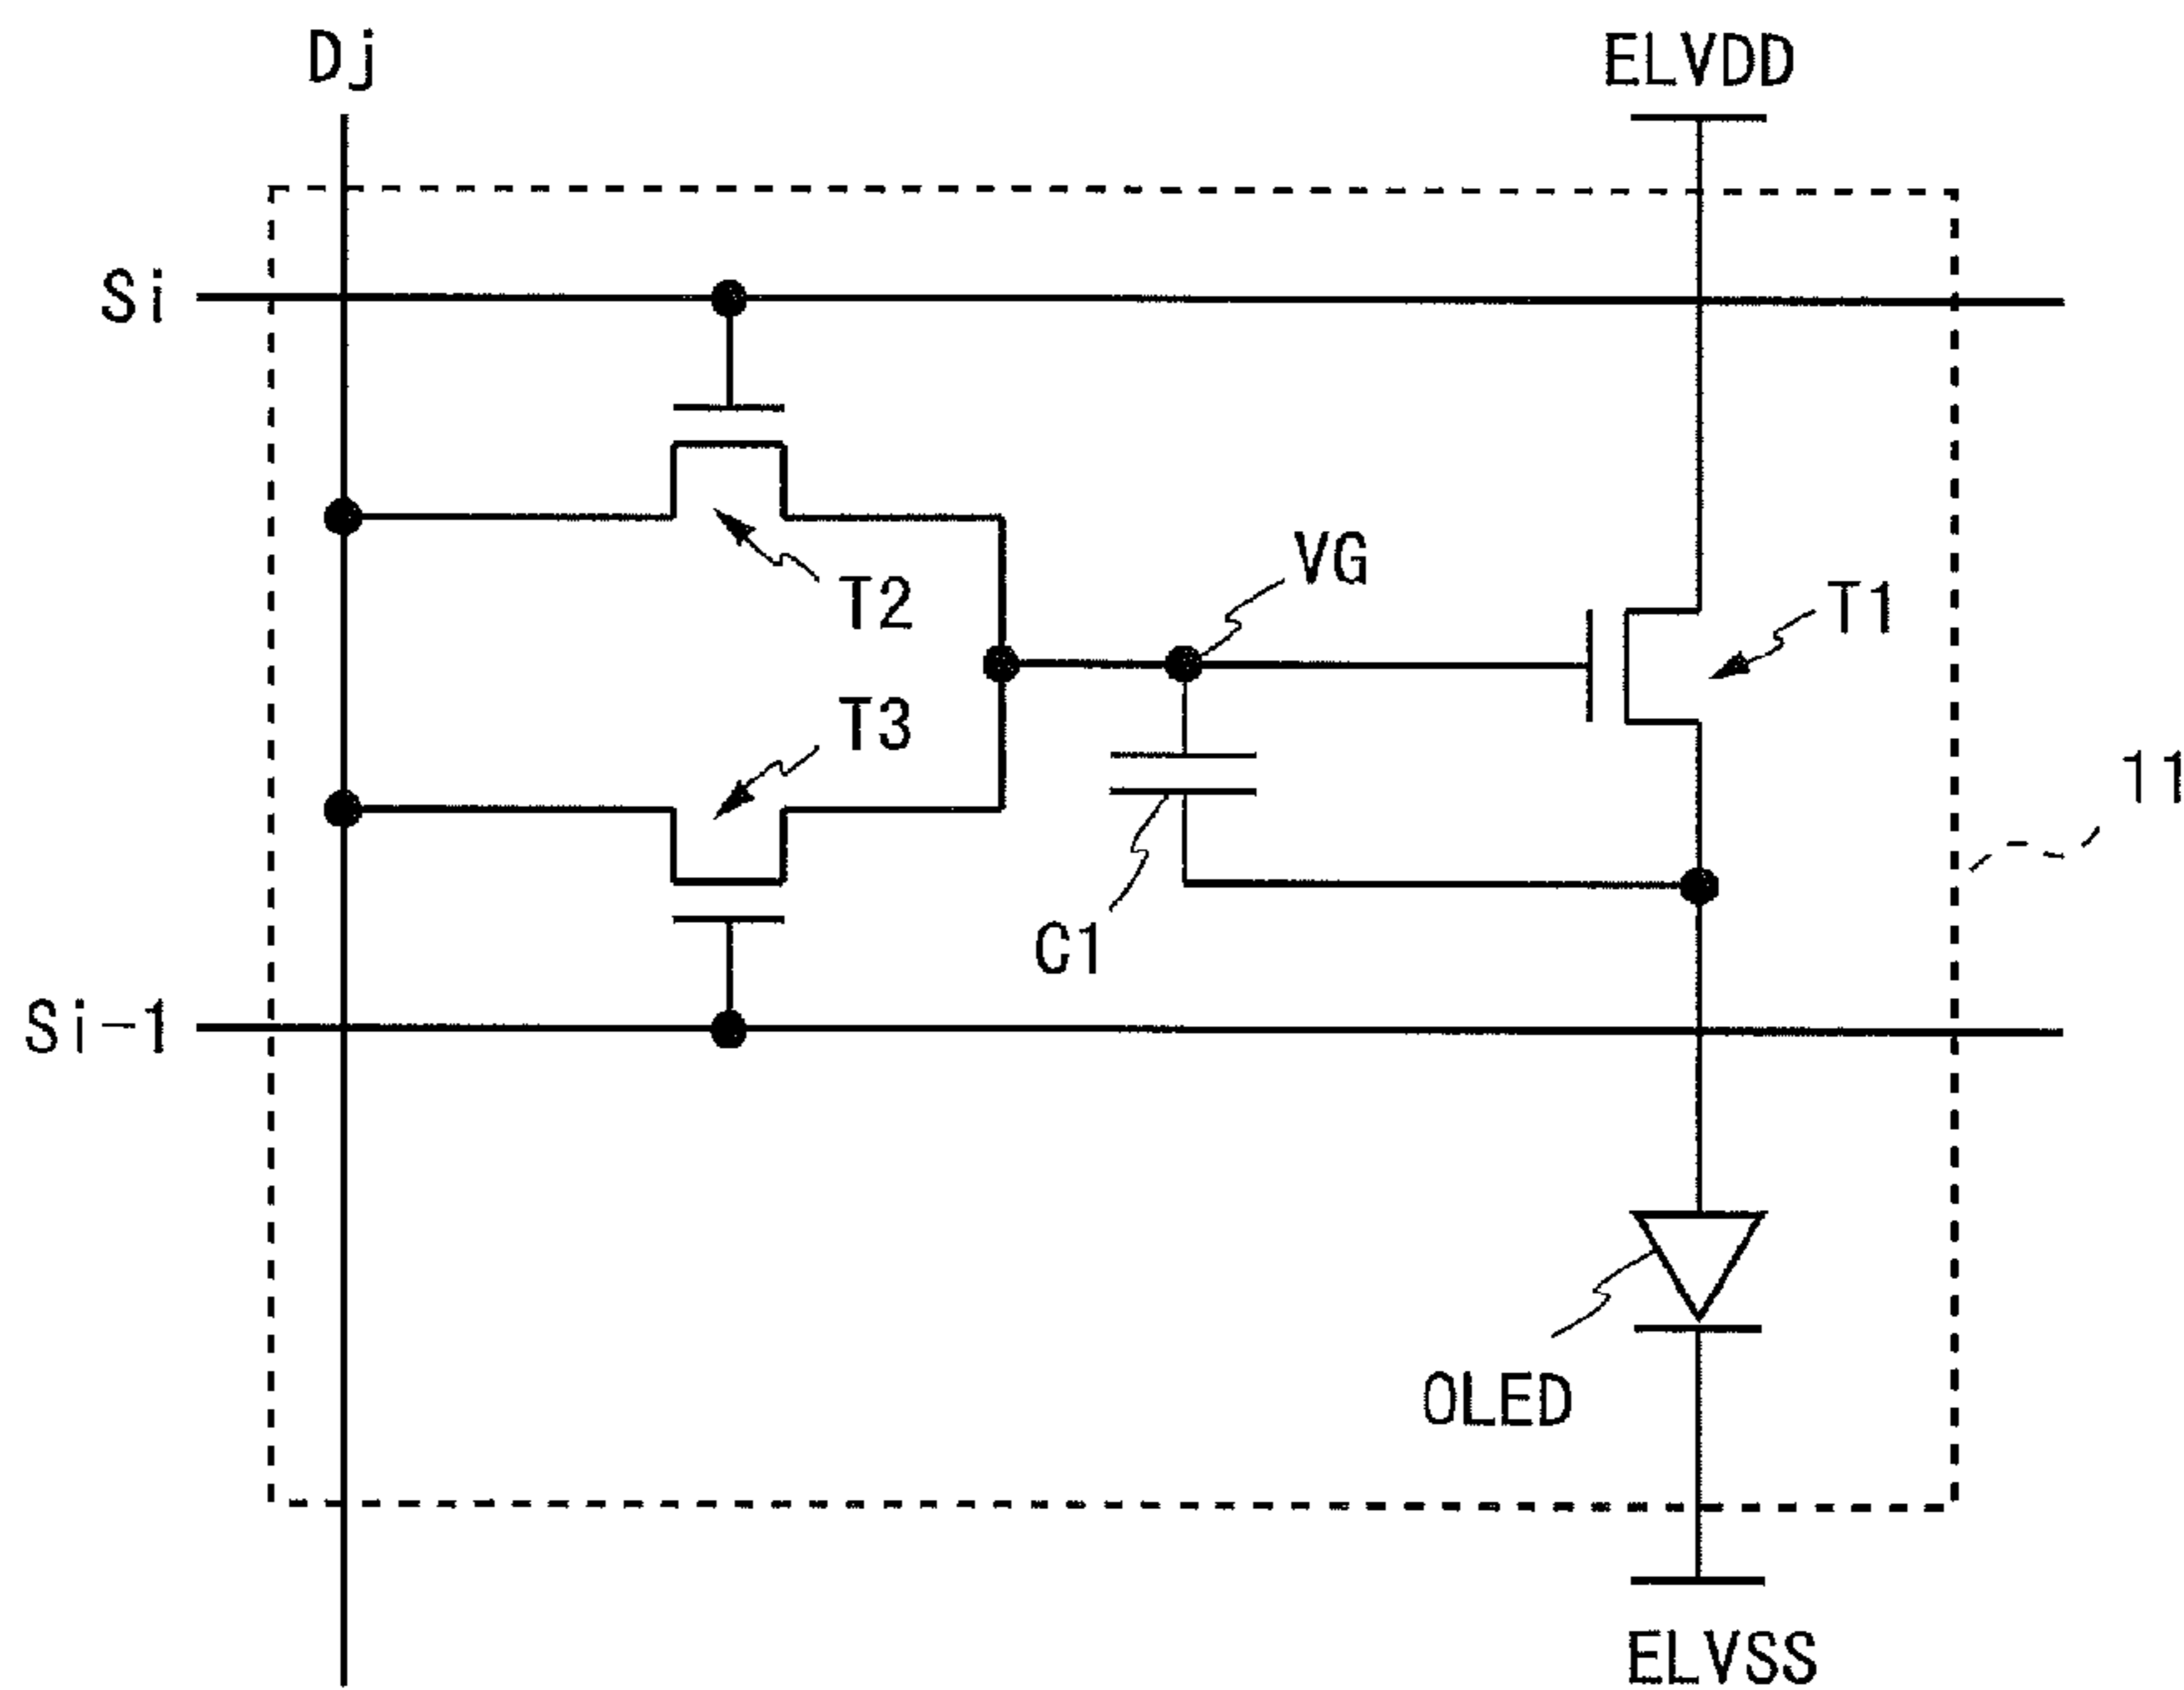 Dj
ELVDD
Si
VG
T2
T1
T3
11
C1
Si-1
OLED
ELVSS